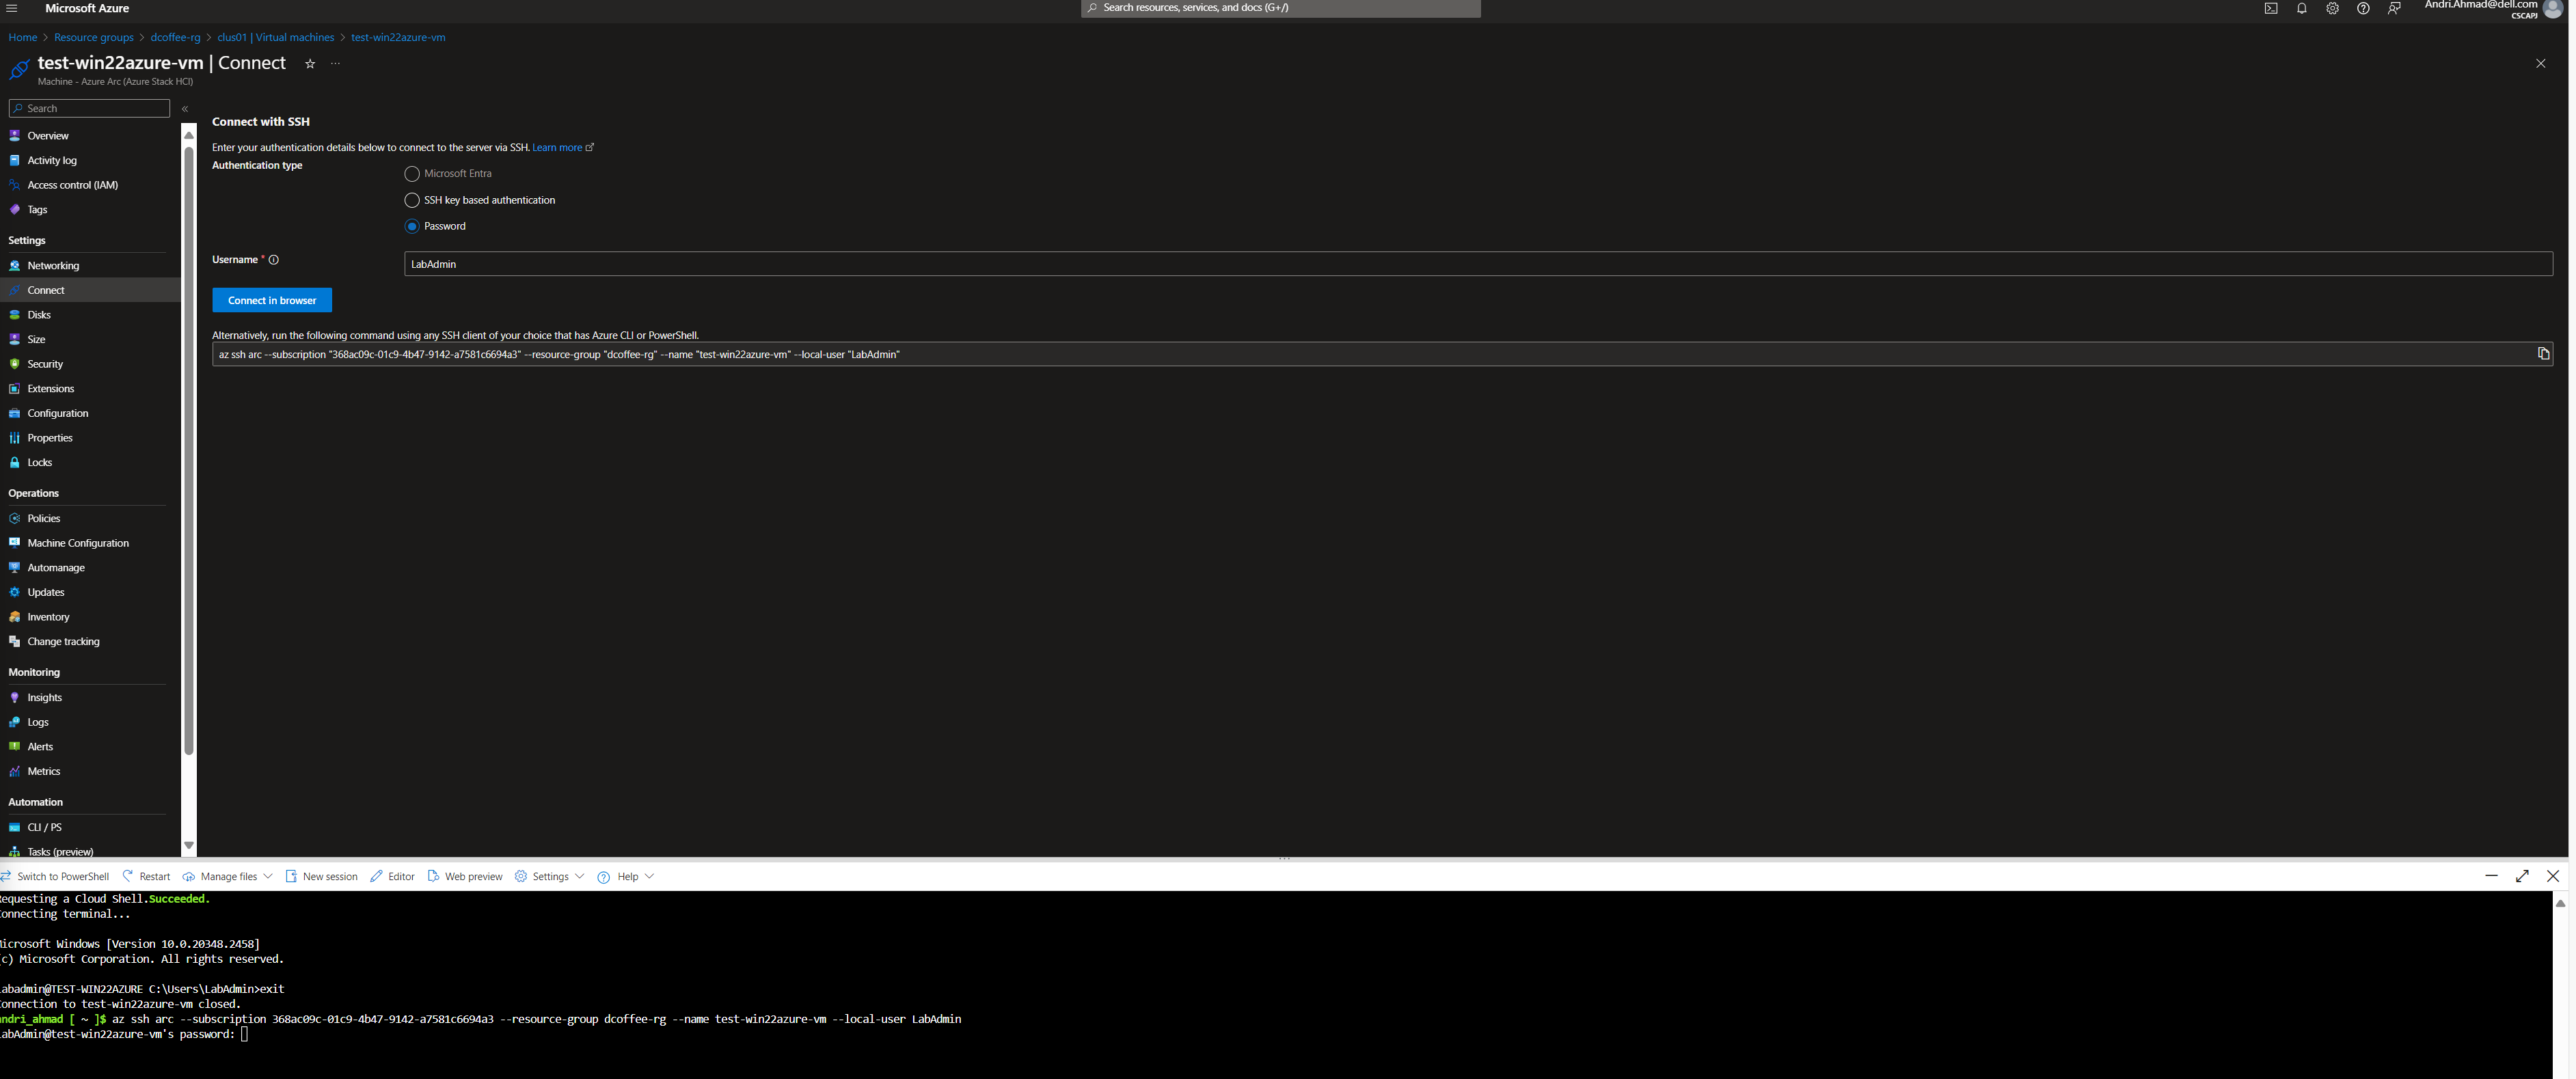 Microsoft Azure
Search resources, services, and docs (G+/)
Andri.Ahmad@dell.com
CSCAPJ
Home > Resource groups > dcoffee-rg > clus01 | Virtual machines > test-win22azure-vm
test-win22azure-vm | Connect
Machine - Azure Arc (Azure Stack HCI)
Search
Overview
Activity log
Access control (IAM)
Tags
Settings
Networking
Connect
Disks
Size
Security
Extensions
Configuration
Properties
Locks
Operations
Policies
Machine Configuration
Automanage
Updates
Inventory
Change tracking
Monitoring
Insights
Logs
Alerts
Metrics
Automation
CLI / PS
Tasks (preview)
Connect with SSH
Enter your authentication details below to connect to the server via SSH. Learn more
Authentication type
Microsoft Entra
SSH key based authentication
Password
Username *
LabAdmin
Connect in browser
Alternatively, run the following command using any SSH client of your choice that has Azure CLI or PowerShell.
az ssh arc --subscription "368ac09c-01c9-4b47-9142-a7581c6694a3" --resource-group "dcoffee-rg" --name "test-win22azure-vm" --local-user "LabAdmin"
Switch to PowerShell Restart Manage files New session Editor Web preview Settings Help
equesting a Cloud Shell.Succeeded.
onnecting terminal...
icrosoft Windows [Version 10.0.20348.2458]
c) Microsoft Corporation. All rights reserved.
abadmin@TEST-WIN22AZURE C:\Users\LabAdmin>exit
onnection to test-win22azure-vm closed.
andri_ahmad [ ~ ]$ az ssh arc --subscription 368ac09c-01c9-4b47-9142-a7581c6694a3 --resource-group dcoffee-rg --name test-win22azure-vm --local-user LabAdmin
abAdmin@test-win22azure-vm's password: